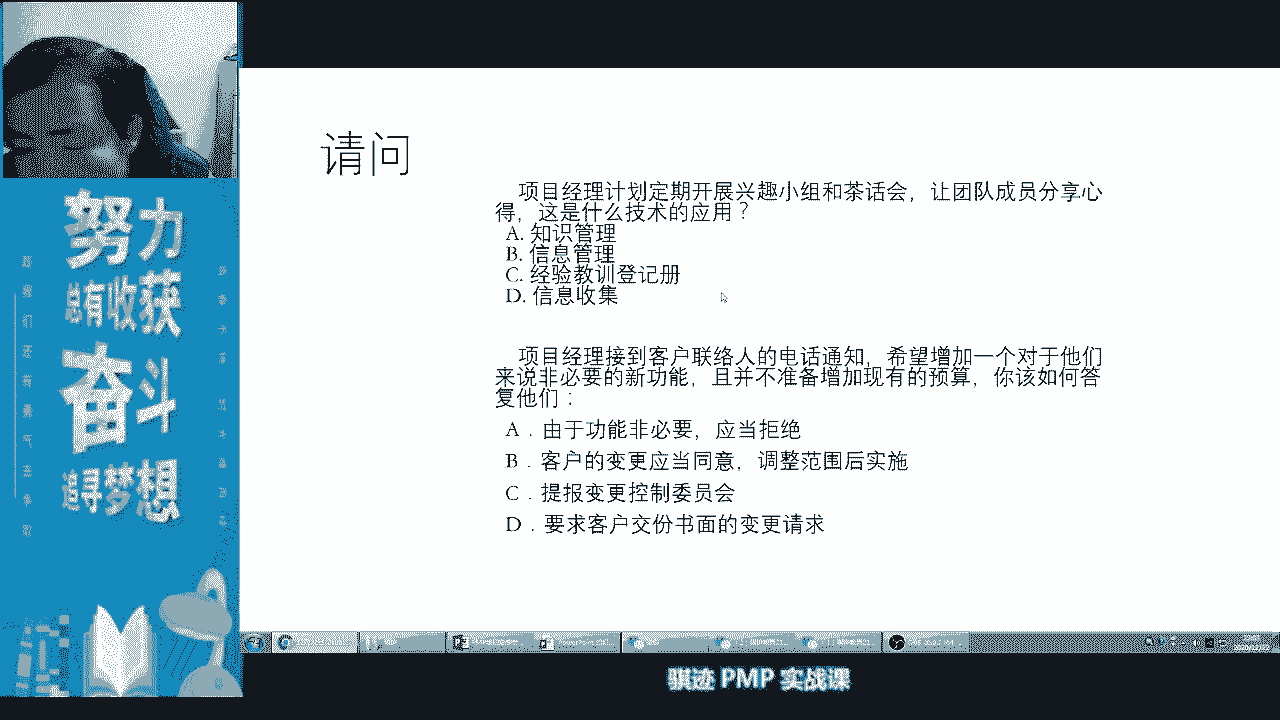 请问
项目经理计划定期开展兴趣小组和茶话会，让团队成员分享心
得，这是什么技术的应用？
A. 知识管理
B. 信息管理
C. 经验教训登记册
D. 信息收集
项目经理接到客户联络人的电话通知，希望增加一个对于他们
来说非必要的新功能，且并不准备增加现有的预算，你该如何答
复他们：
A．由于功能非必要，应当拒绝
B．客户的变更应当同意，调整范围后实施
C．提报变更控制委员会
D．要求客户交份书面的变更请求
努力
总有收获
奋斗
追寻梦想
骐迹 PMP 实战课